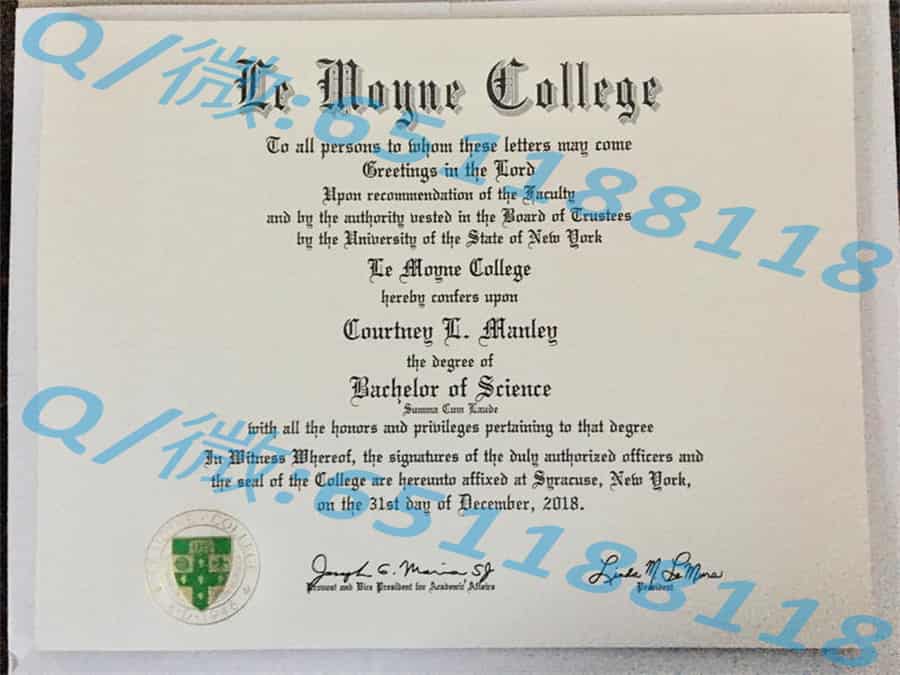 Le Moyne College
To all persons to whom these letters may come
Greetings in the Lord
Upon recommendation of the Faculty
and by the authority vested in the Board of Trustees
by the University of the State of New York
Le Moyne College
hereby confers upon
Courtney L. Manley
the degree of
Bachelor of Science
Summa Cum Laude
with all the honors and privileges pertaining to that degree
In Witness Whereof, the signatures of the duly authorized officers and
the seal of the College are hereunto affixed at Syracuse, New York,
on the 31st day of December, 2018.
COLLEGE
1946
Provost and Vice President for Academic Affairs
President
Q/微:651188118
Q/微:651188118